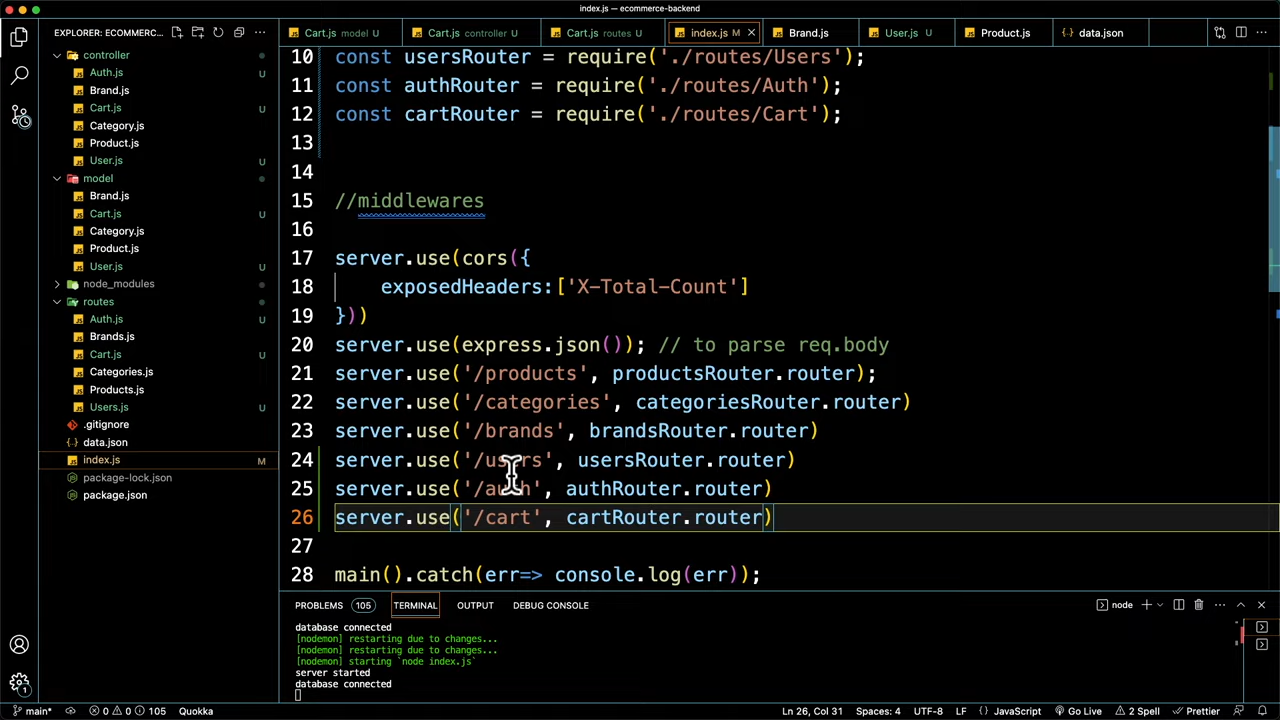 index.js — ecommerce-backend
EXPLORER: ECOMMERC...
Cart.js model U
Cart.js controller U
Cart.js routes U
index.js M
Brand.js
User.js U
Product.js
data.json
controller
Auth.js U
Brand.js
Cart.js U
Category.js
Product.js
User.js U
model
Brand.js
Cart.js U
Category.js
Product.js
User.js U
node_modules
routes
Auth.js U
Brands.js
Cart.js U
Categories.js
Products.js
Users.js U
.gitignore
data.json
index.js M
package-lock.json
package.json
10 const usersRouter = require('./routes/Users');
11 const authRouter = require('./routes/Auth');
12 const cartRouter = require('./routes/Cart');
13
14
15 //middlewares
16
17 server.use(cors({
18 exposedHeaders:['X-Total-Count']
19 }))
20 server.use(express.json()); // to parse req.body
21 server.use('/products', productsRouter.router);
22 server.use('/categories', categoriesRouter.router)
23 server.use('/brands', brandsRouter.router)
24 server.use('/users', usersRouter.router)
25 server.use('/auth', authRouter.router)
26 server.use('/cart', cartRouter.router)
27
28 main().catch(err=> console.log(err));
PROBLEMS 105 TERMINAL OUTPUT DEBUG CONSOLE
node
database connected
[nodemon] restarting due to changes...
[nodemon] restarting due to changes...
[nodemon] starting `node index.js`
server started
database connected
1
main* 0 0 105 Quokka Ln 26, Col 31 Spaces: 4 UTF-8 LF {} JavaScript Go Live 2 Spell Prettier